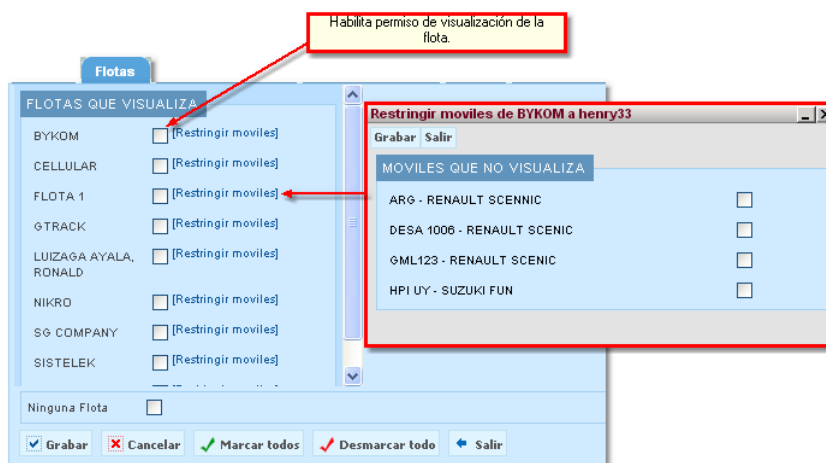 Habilita permiso de visualización de la
flota.
Flotas
FLOTAS QUE VISUALIZA
BYKOM [Restringir moviles]
CELLULAR [Restringir moviles]
FLOTA 1 [Restringir moviles]
GTRACK [Restringir moviles]
LUIZAGA AYALA, [Restringir moviles]
RONALD
NIKRO [Restringir moviles]
SG COMPANY [Restringir moviles]
SISTELEK [Restringir moviles]
Ninguna Flota
Grabar Cancelar Marcar todos Desmarcar todo Salir
Restringir moviles de BYKOM a henry33
Grabar Salir
MOVILES QUE NO VISUALIZA
ARG - RENAULT SCENNIC
DESA 1006 - RENAULT SCENIC
GML123 - RENAULT SCENIC
HPI UY - SUZUKI FUN